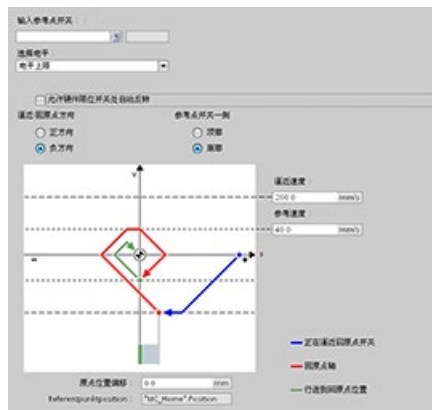 输入参考点开关：
选择电平：
电平上限
允许硬件限位开关处自动反转
逼近回原点方向
参考点开关一侧
正方向
顶部
负方向
底部
v
逼近速度：
200.0 mm/s
参考速度：
40.0 mm/s
x
正在逼近回原点开关
回原点轴
行进到回原点位置
原点位置偏移： 0.0 mm
Referenzpunktposition： "MC_Home".Position